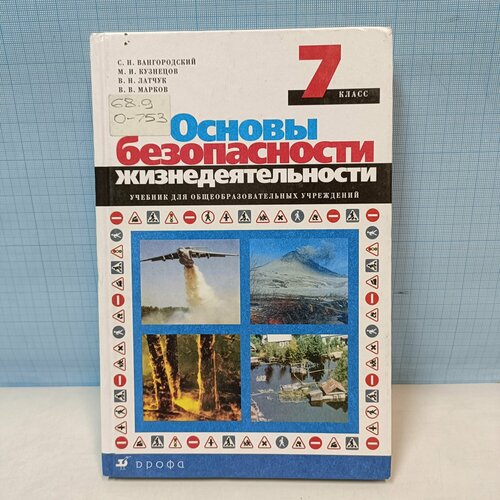 С. Н. ВАНГОРОДСКИЙ
М. И. КУЗНЕЦОВ
В. Н. ЛАТЧУК
В. В. МАРКОВ
7
КЛАСС
68.9
О-753
Основы
безопасности
жизнедеятельности
УЧЕБНИК ДЛЯ ОБЩЕОБРАЗОВАТЕЛЬНЫХ УЧРЕЖДЕНИЙ
дрофа